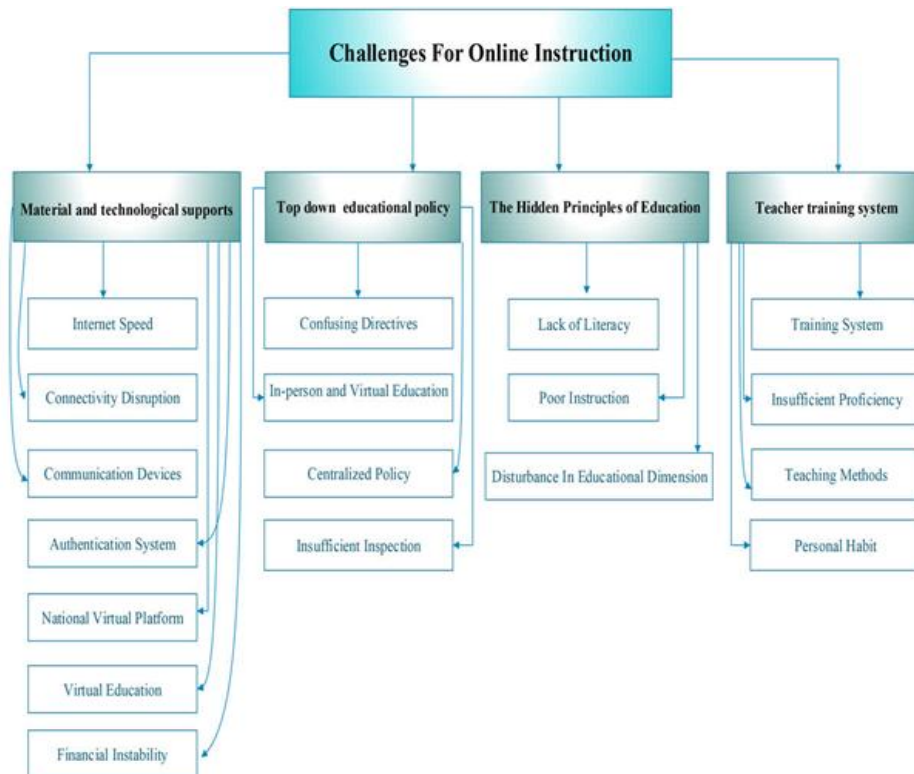 Challenges For Online Instruction
Material and technological supports
Top down educational policy
The Hidden Principles of Education
Teacher training system
Internet Speed
Connectivity Disruption
Communication Devices
Authentication System
National Virtual Platform
Virtual Education
Financial Instability
Confusing Directives
In-person and Virtual Education
Centralized Policy
Insufficient Inspection
Lack of Literacy
Poor Instruction
Disturbance In Educational Dimension
Training System
Insufficient Proficiency
Teaching Methods
Personal Habit